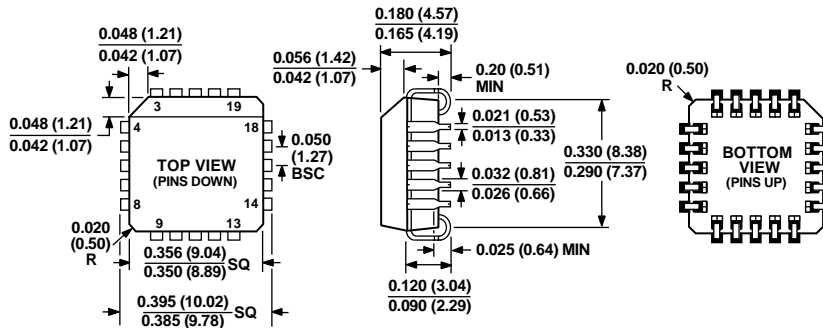 0.048 (1.21)
0.042 (1.07)
0.048 (1.21)
0.042 (1.07)
3
19
4
18
TOP VIEW
(PINS DOWN)
8
14
9
13
0.050
(1.27)
BSC
0.020
(0.50)
R
0.356 (9.04)
0.350 (8.89)
SQ
0.395 (10.02)
0.385 (9.78)
SQ
0.180 (4.57)
0.165 (4.19)
0.056 (1.42)
0.042 (1.07)
0.20 (0.51)
MIN
0.021 (0.53)
0.013 (0.33)
0.032 (0.81)
0.026 (0.66)
0.330 (8.38)
0.290 (7.37)
0.025 (0.64) MIN
0.120 (3.04)
0.090 (2.29)
0.020 (0.50)
R
BOTTOM
VIEW
(PINS UP)